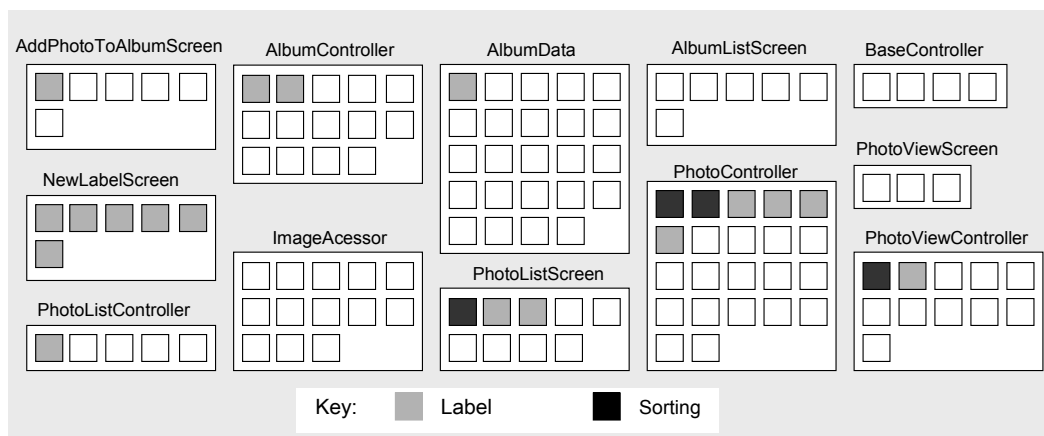 AddPhotoToAlbumScreen
AlbumController
AlbumData
AlbumListScreen
BaseController
NewLabelScreen
PhotoController
PhotoViewScreen
ImageAcessor
PhotoListScreen
PhotoViewController
PhotoListController
Key: Label Sorting